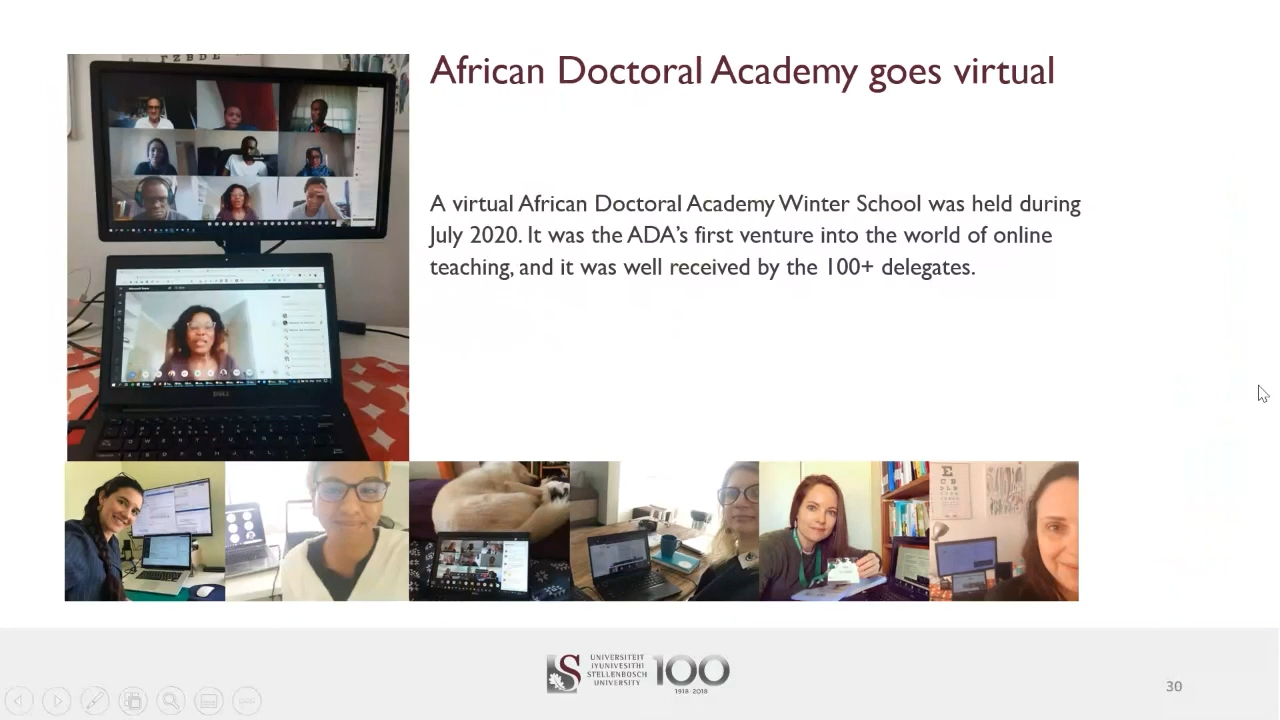 African Doctoral Academy goes virtual
A virtual African Doctoral Academy Winter School was held during
July 2020. It was the ADA's first venture into the world of online
teaching, and it was well received by the 100+ delegates.
DELL
UNIVERSITEIT
IYUNIVESITHI
STELLENBOSCH
UNIVERSITY
100
1918·2018
30